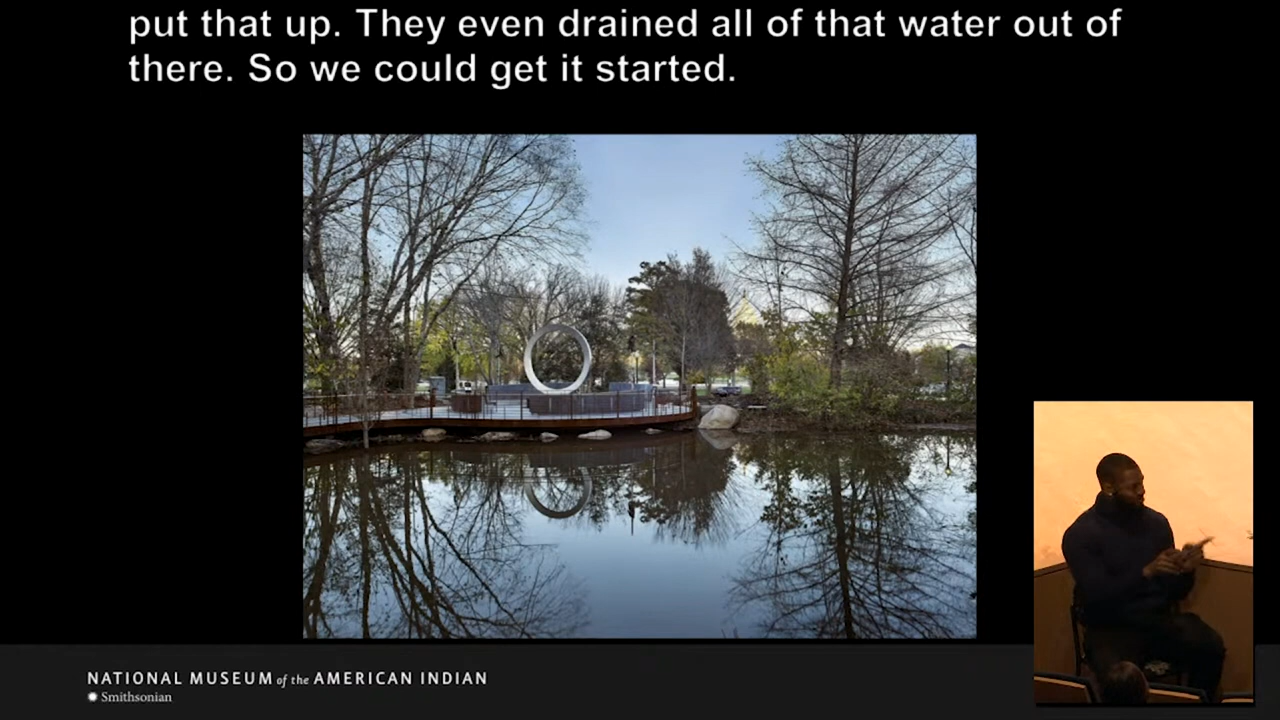 put that up. They even drained all of that water out of
there. So we could get it started.
NATIONAL MUSEUM of the AMERICAN INDIAN
Smithsonian